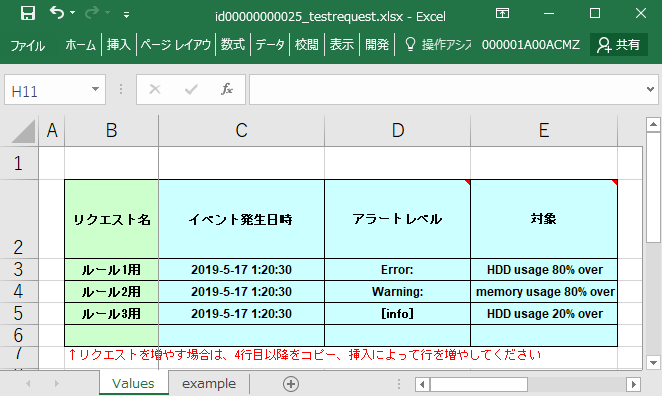 id00000000025_testrequest.xlsx - Excel
ファイル ホーム 挿入 ページ レイアウ 数式 データ 校閲 表示 開発 操作アシス 000001A00ACMZ 共有
H11 fx
A B C D E
1
2 リクエスト名 イベント発生日時 アラートレベル 対象
3 ルール1用 2019-5-17 1:20:30 Error: HDD usage 80% over
4 ルール2用 2019-5-17 1:20:30 Warning: memory usage 80% over
5 ルール3用 2019-5-17 1:20:30 [info] HDD usage 20% over
6
7 ↑リクエストを増やす場合は、4行目以降をコピー、挿入によって行を増やしてください
Values example